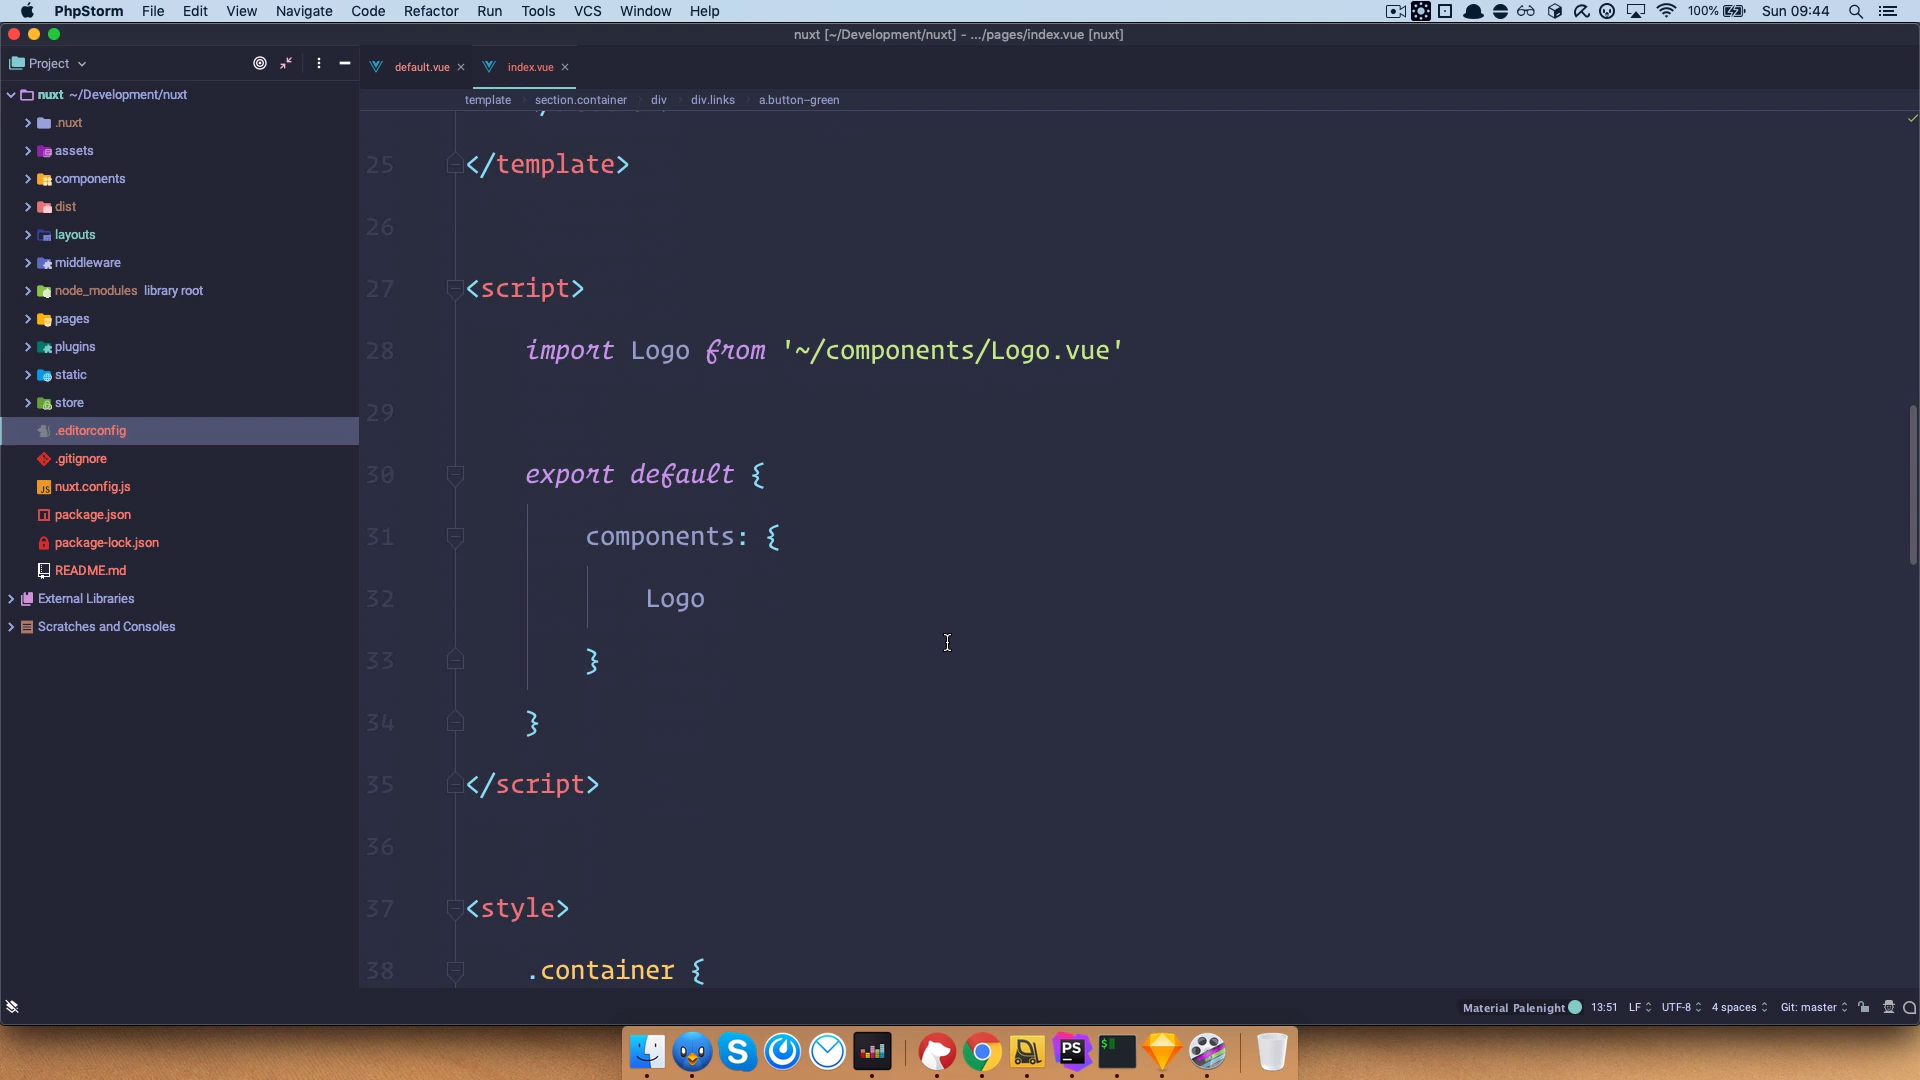 PhpStorm File Edit View Navigate Code Refactor Run Tools VCS Window Help 100% Sun 09:44
nuxt [~/Development/nuxt] - .../pages/index.vue [nuxt]
Project
default.vue index.vue
template section.container div div.links a.button--green
nuxt ~/Development/nuxt
.nuxt
assets
components
dist
layouts
middleware
node_modules library root
pages
plugins
static
store
.editorconfig
.gitignore
nuxt.config.js
package.json
package-lock.json
README.md
External Libraries
Scratches and Consoles
25 </template>
26
27 <script>
28 import Logo from '~/components/Logo.vue'
29
30 export default {
31 components: {
32 Logo
33 }
34 }
35 </script>
36
37 <style>
38 .container {
Material Palenight 13:51 LF UTF-8 4 spaces Git: master
PS